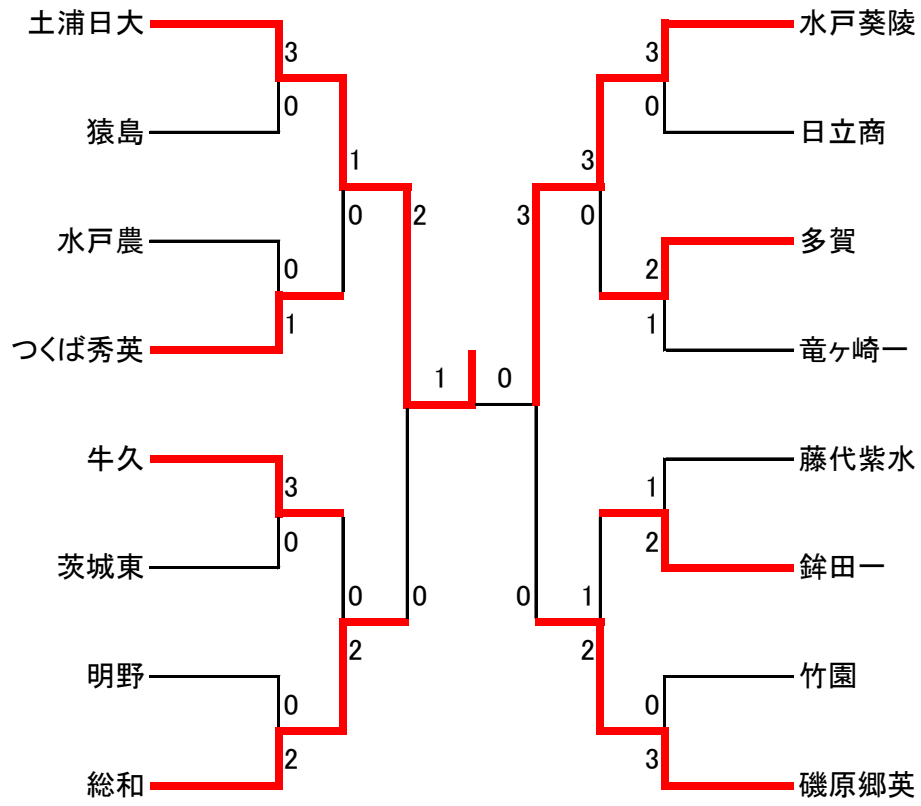 土浦日大
3
0
猿島
1
0
水戸農
0
1
つくば秀英
2
牛久
3
0
茨城東
0
2
明野
0
2
総和
0
1
0
水戸葵陵
3
0
日立商
3
0
多賀
2
1
竜ヶ崎一
3
藤代紫水
1
2
鉾田一
1
2
竹園
0
3
磯原郷英
0